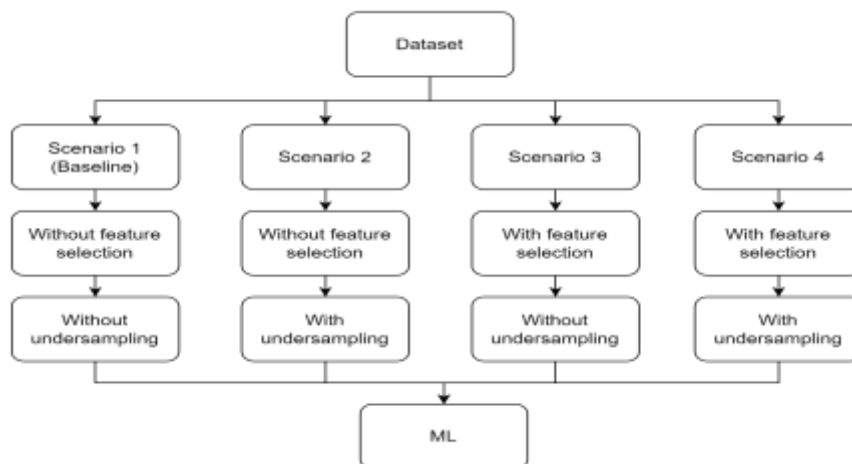 Dataset
Scenario 1
(Baseline)
Scenario 2
Scenario 3
Scenario 4
Without feature
selection
Without feature
selection
With feature
selection
With feature
selection
Without
undersampling
With
undersampling
Without
undersampling
With
undersampling
ML